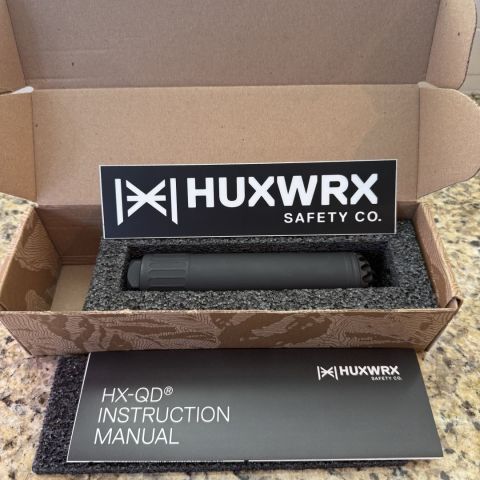 HUXWRX
SAFETY CO.
HUXWRX
SAFETY CO.
HX-QD®
INSTRUCTION
MANUAL